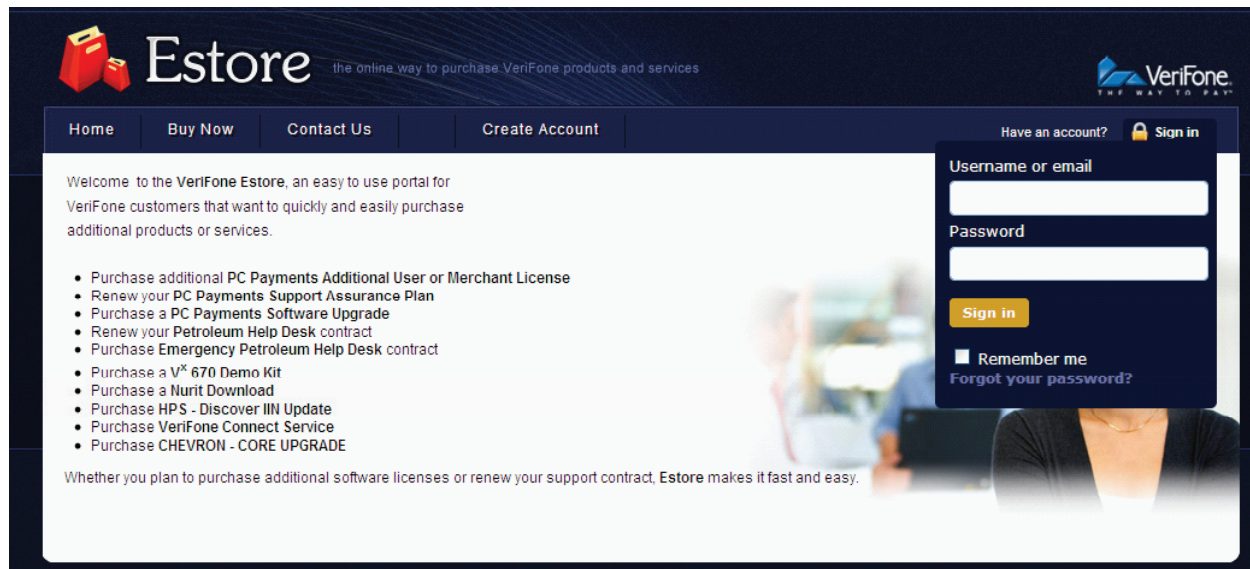 Estore the online way to purchase VeriFone products and services
VeriFone.
THE WAY TO PAY
Home Buy Now Contact Us Create Account Have an account? Sign in
Welcome to the VeriFone Estore, an easy to use portal for
VeriFone customers that want to quickly and easily purchase
additional products or services.
• Purchase additional PC Payments Additional User or Merchant License
• Renew your PC Payments Support Assurance Plan
• Purchase a PC Payments Software Upgrade
• Renew your Petroleum Help Desk contract
• Purchase Emergency Petroleum Help Desk contract
• Purchase a Vˣ 670 Demo Kit
• Purchase a Nurit Download
• Purchase HPS - Discover IIN Update
• Purchase VeriFone Connect Service
• Purchase CHEVRON - CORE UPGRADE
Whether you plan to purchase additional software licenses or renew your support contract, Estore makes it fast and easy.
Username or email
Password
Sign in
Remember me
Forgot your password?